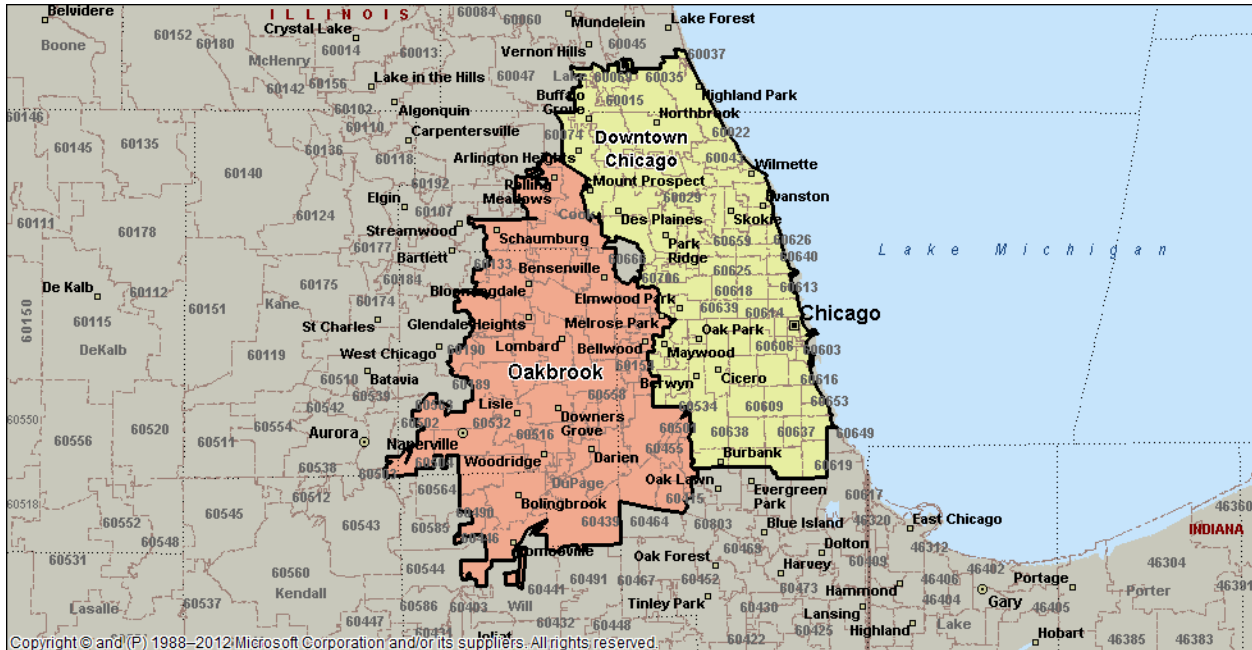 Belvidere
ILLINOIS
60084
60060
Mundelein
Lake Forest
Boone
60152
60180
Crystal Lake
60014
60013
Vernon Hills
60045
60037
McHenry
60142
60156
Lake in the Hills
60047
Lake
60069
60035
Buffalo
Grove
60015
Highland Park
60146
60102
Algonquin
60110
Northbrook
60145
60135
Carpentersville
60074
Downtown
Chicago
60022
60136
60118
Arlington Heights
60043
Wilmette
60140
60192
Rolling
Meadows
Mount Prospect
60029
Evanston
60111
60124
Elgin
60107
Cook
Des Plaines
Skokie
60178
Streamwood
Schaumburg
Park
Ridge
60659
60626
60177
Bartlett
60133
Bensenville
60666
60640
Lake Michigan
60625
60175
60184
60706
De Kalb
60112
Kane
60174
Bloomingdale
Elmwood Park
60618
60613
60150
60151
60115
St Charles
Glendale Heights
Melrose Park
60639
60614
Chicago
DeKalb
60119
West Chicago
60190
Lombard
Bellwood
Oak Park
60606
60603
60510
Batavia
Oakbrook
60154
Maywood
60616
60539
60189
Berwyn
Cicero
60542
60558
60653
60550
60520
60554
60502
Lisle
60532
Downers
Grove
60534
60609
60556
60511
Aurora
Naperville
60516
60501
60638
60637
60649
60538
Woodridge
Darien
60455
Burbank
60619
60512
60564
DuPage
Oak Lawn
60415
Evergreen
Park
60617
60518
60552
60545
60543
60585
60490
Bolingbrook
60439
60464
60803
Blue Island
46320
East Chicago
46360
INDIANA
60548
60446
60469
Dolton
60409
46312
60531
60544
60491
60467
Oak Forest
60452
Harvey
60473
Hammond
46402
46406
Portage
46304
60560
Kendall
60441
46404
Gary
46405
Porter
46391
Lasalle
60537
60586
60403
Will
Tinley Park
60430
Lansing
Lake
60447
60432
60448
60422
60425
Highland
Hobart
46385
46383
Joliet
Copyright © and (P) 1988–2012 Microsoft Corporation and/or its suppliers. All rights reserved.